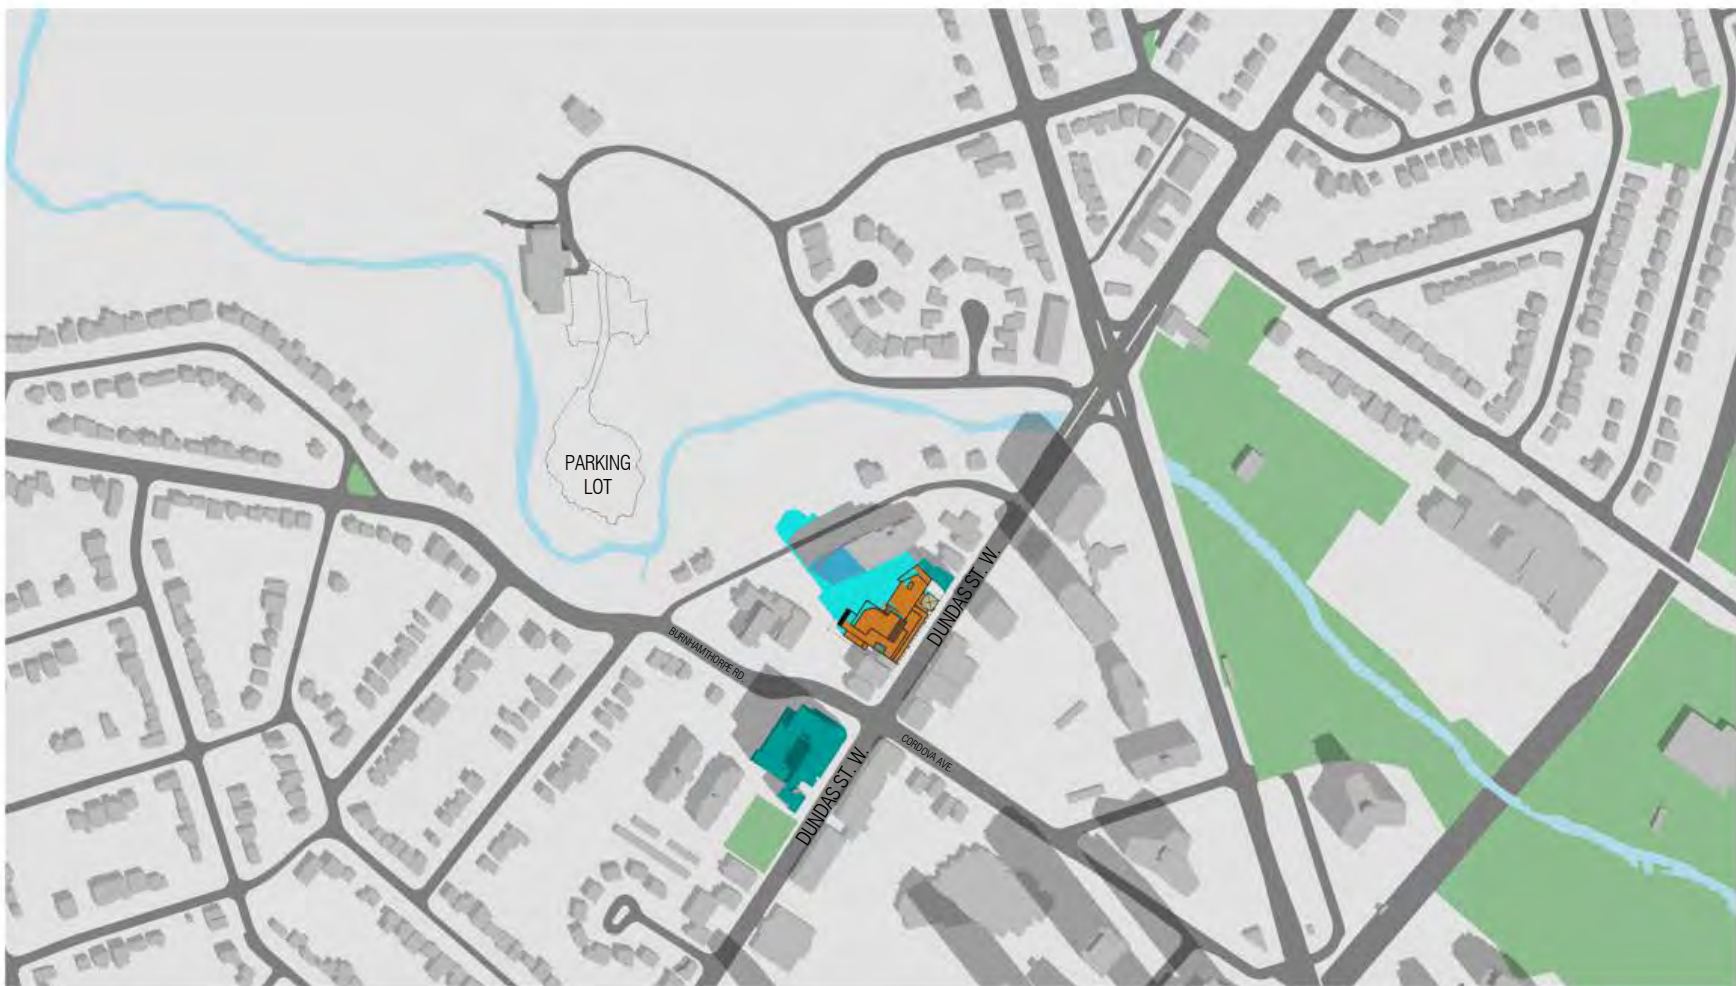 PARKING
LOT
DUNDAS ST. W.
BURNHAMTHORPE RD.
CORDOVA AVE.
DUNDAS ST. W.